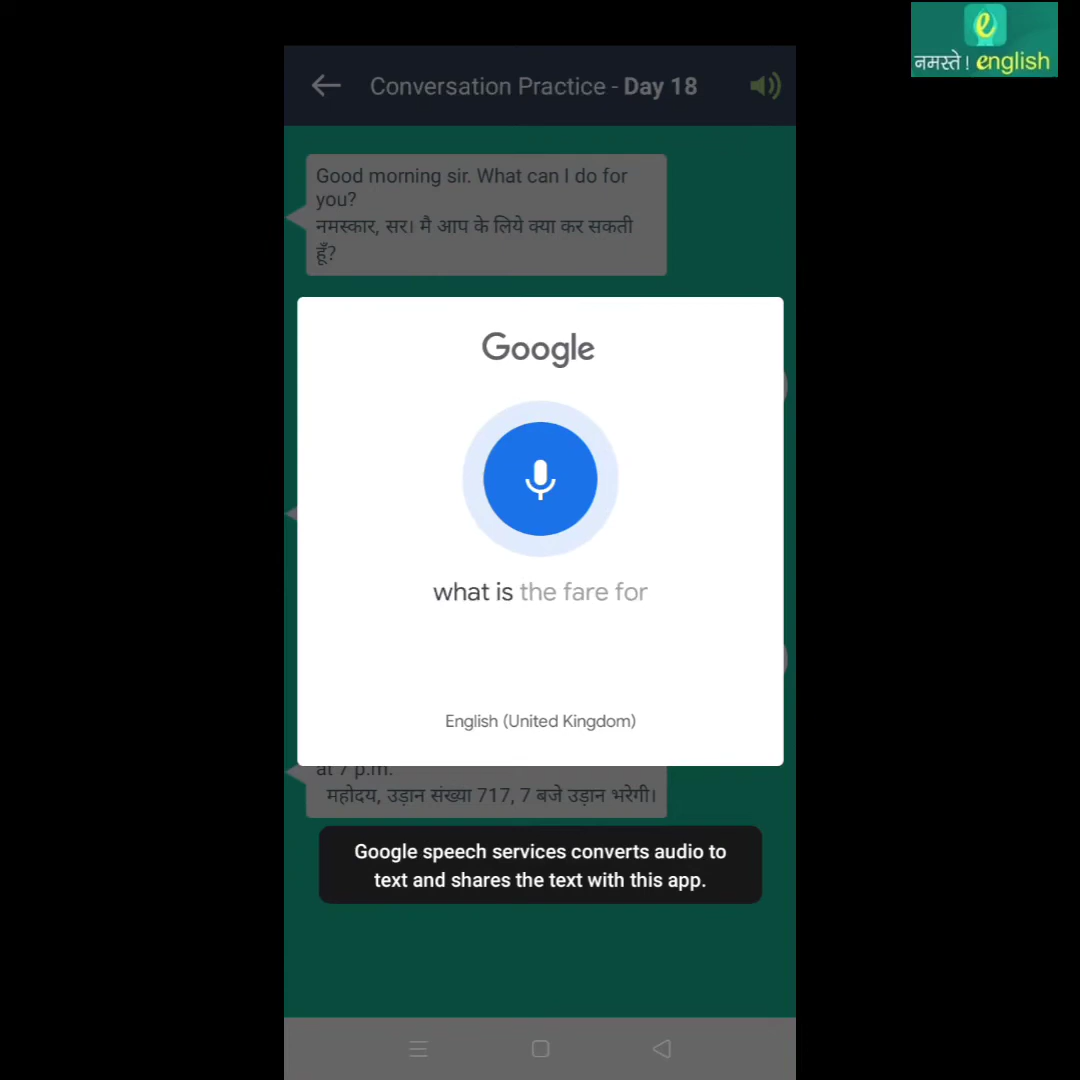 नमस्ते! english
Conversation Practice - Day 18
Good morning sir. What can I do for
you?
नमस्कार, सर। मै आप के लिये क्या कर सकती
हूँ?
Google
what is the fare for
English (United Kingdom)
at 7 p.m.
महोदय, उड़ान संख्या 717, 7 बजे उड़ान भरेगी।
Google speech services converts audio to
text and shares the text with this app.